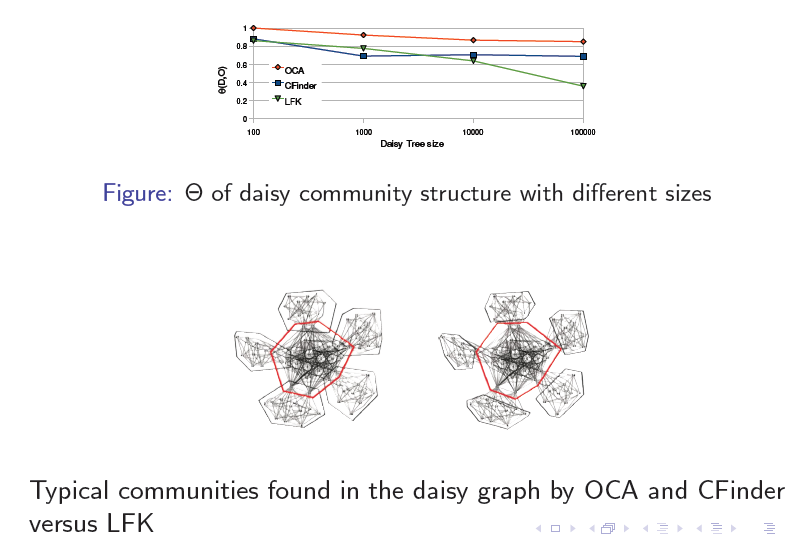 1
0.8
0.6
0.4
0.2
0
θ(D,O)
OCA
CFinder
LFK
100 1000 10000 100000
Daisy Tree size
Figure: Θ of daisy community structure with different sizes
Typical communities found in the daisy graph by OCA and CFinder
versus LFK